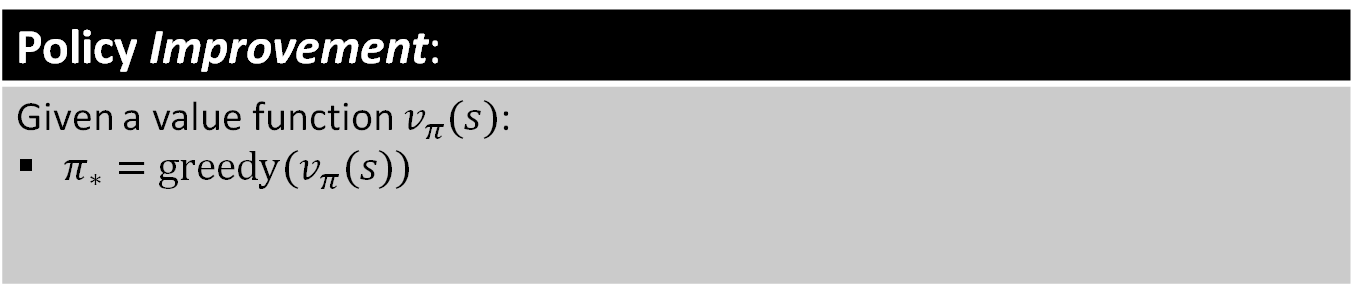 Policy Improvement:
Given a value function 𝑣𝜋(𝑠):
▪ 𝜋∗ = greedy(𝑣𝜋(𝑠))